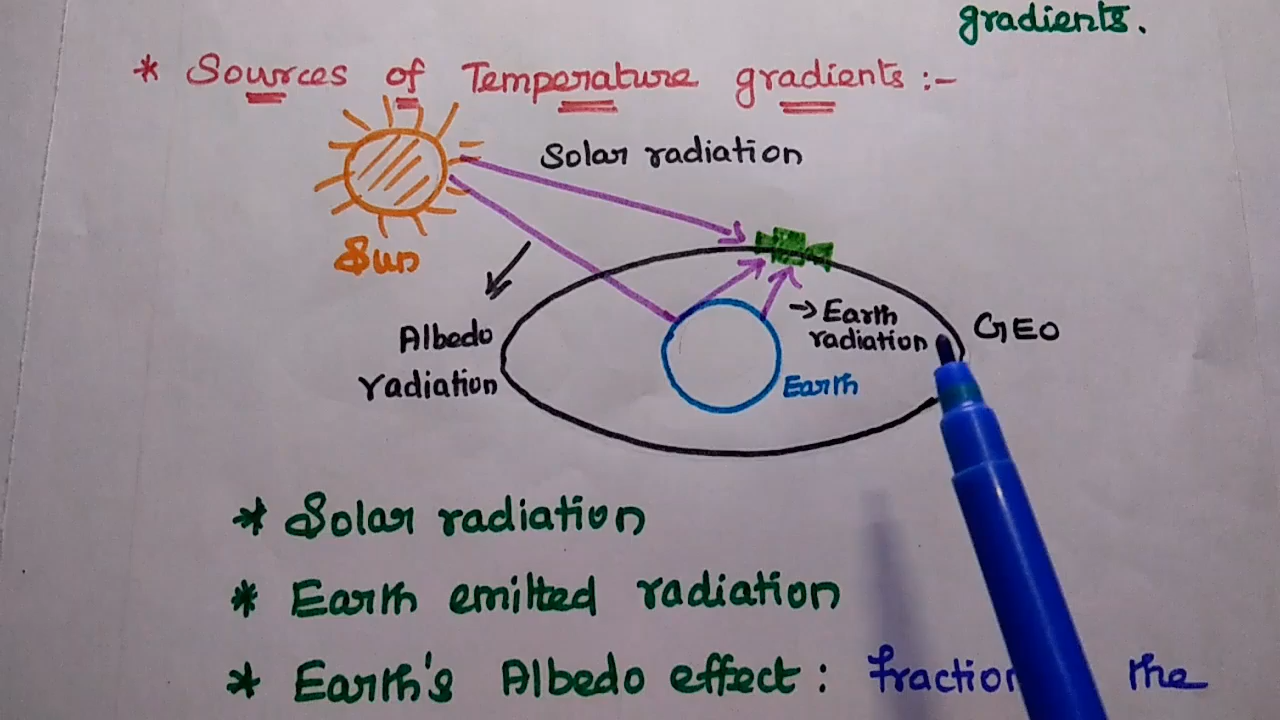 gradients.
* Sources of Temperature gradients :-
Solar radiation
Sun
Albedo
radiation
→ Earth
radiation
GEO
Earth
* Solar radiation
* Earth emitted radiation
* Earth's Albedo effect : fraction the